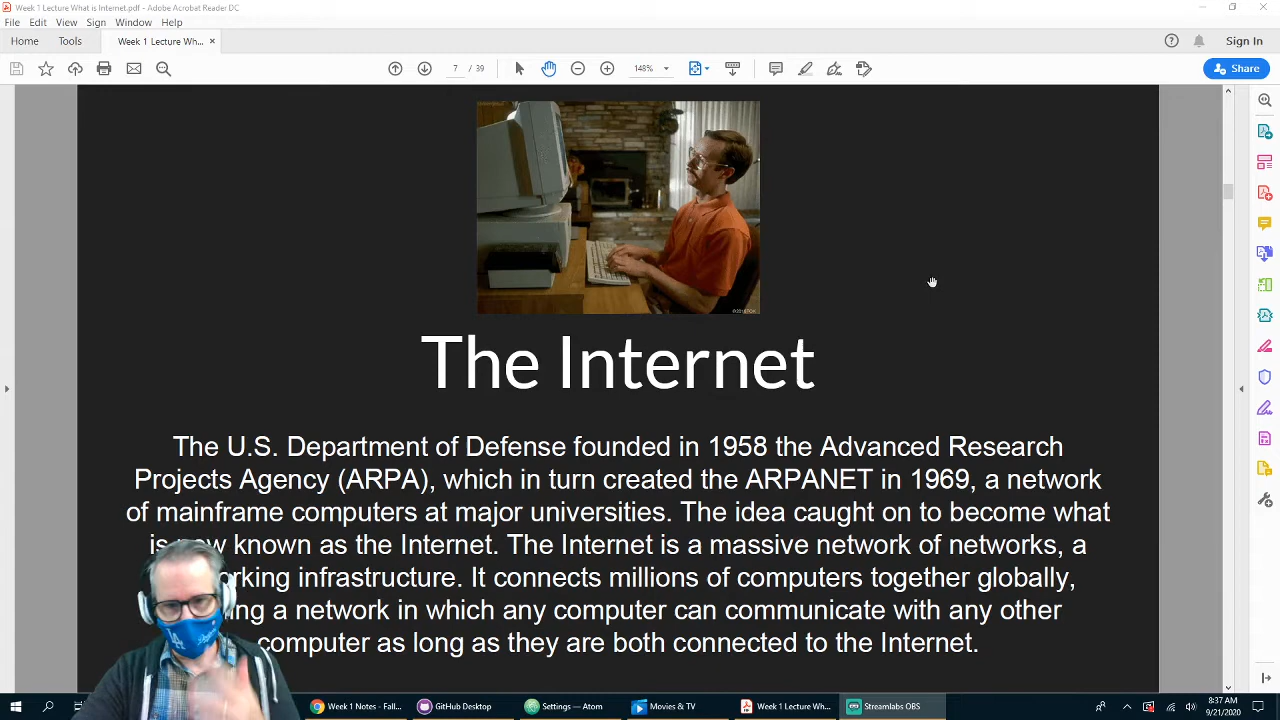 Week 1 Lecture What is Internet.pdf - Adobe Acrobat Reader DC
File Edit View Sign Window Help
Home Tools Week 1 Lecture Wh... × Sign In
7 / 39 148% Share
The Internet
The U.S. Department of Defense founded in 1958 the Advanced Research
Projects Agency (ARPA), which in turn created the ARPANET in 1969, a network
of mainframe computers at major universities. The idea caught on to become what
is now known as the Internet. The Internet is a massive network of networks, a
orking infrastructure. It connects millions of computers together globally,
ing a network in which any computer can communicate with any other
computer as long as they are both connected to the Internet.
LA
Week 1 Notes - Fall... GitHub Desktop Settings — Atom Movies & TV Week 1 Lecture Wh... Streamlabs OBS
8:37 AM
9/21/2020